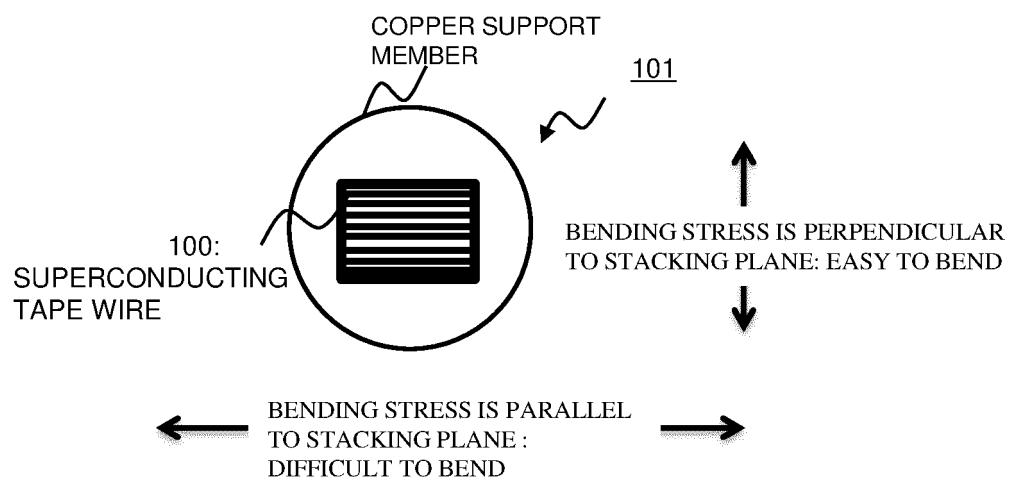 COPPER SUPPORT
MEMBER
101
BENDING STRESS IS PERPENDICULAR
TO STACKING PLANE: EASY TO BEND
100:
SUPERCONDUCTING
TAPE WIRE
BENDING STRESS IS PARALLEL
TO STACKING PLANE :
DIFFICULT TO BEND